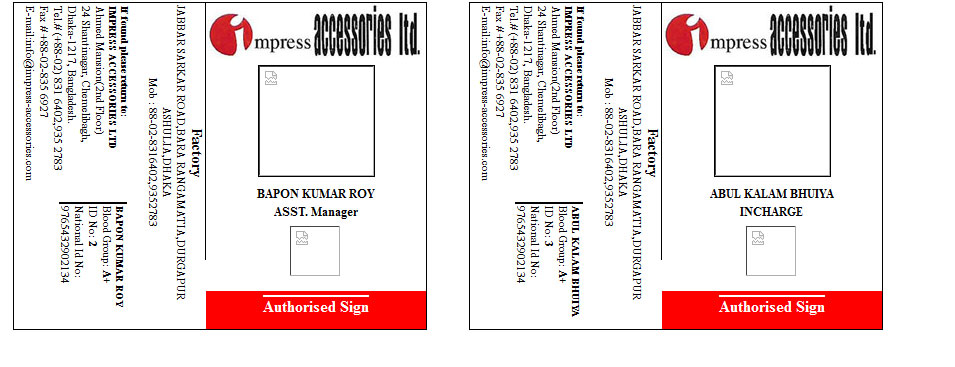 impress accessories ltd.
BAPON KUMAR ROY
ASST. Manager
Authorised Sign
Factory
JABBAR SARKAR ROAD,BARA RANGAMATIA,DURGAPUR
ASHULIA,DHAKA
Mob : 88-02-8316402,9352783
If found please return to:
IMPRESS ACCESSORIES LTD
Ahmed Mansion(2nd Floor)
24 Shantinagar, Chemelibagh,
Dhaka-1217, Bangladesh.
Tel.# (+88-02) 831 6402,935 2783
Fax # +88-02-835 6927
E-mail:info@impress-accessories.com
BAPON KUMAR ROY
Blood Group: A+
ID No: 2
National Id No:
9765432902134
impress accessories ltd.
ABUL KALAM BHUIYA
INCHARGE
Authorised Sign
Factory
JABBAR SARKAR ROAD,BARA RANGAMATIA,DURGAPUR
ASHULIA,DHAKA
Mob : 88-02-8316402,9352783
If found please return to:
IMPRESS ACCESSORIES LTD
Ahmed Mansion(2nd Floor)
24 Shantinagar, Chemelibagh,
Dhaka-1217, Bangladesh.
Tel.# (+88-02) 831 6402,935 2783
Fax # +88-02-835 6927
E-mail:info@impress-accessories.com
ABUL KALAM BHUIYA
Blood Group: A+
ID No: 3
National Id No:
9765432902134